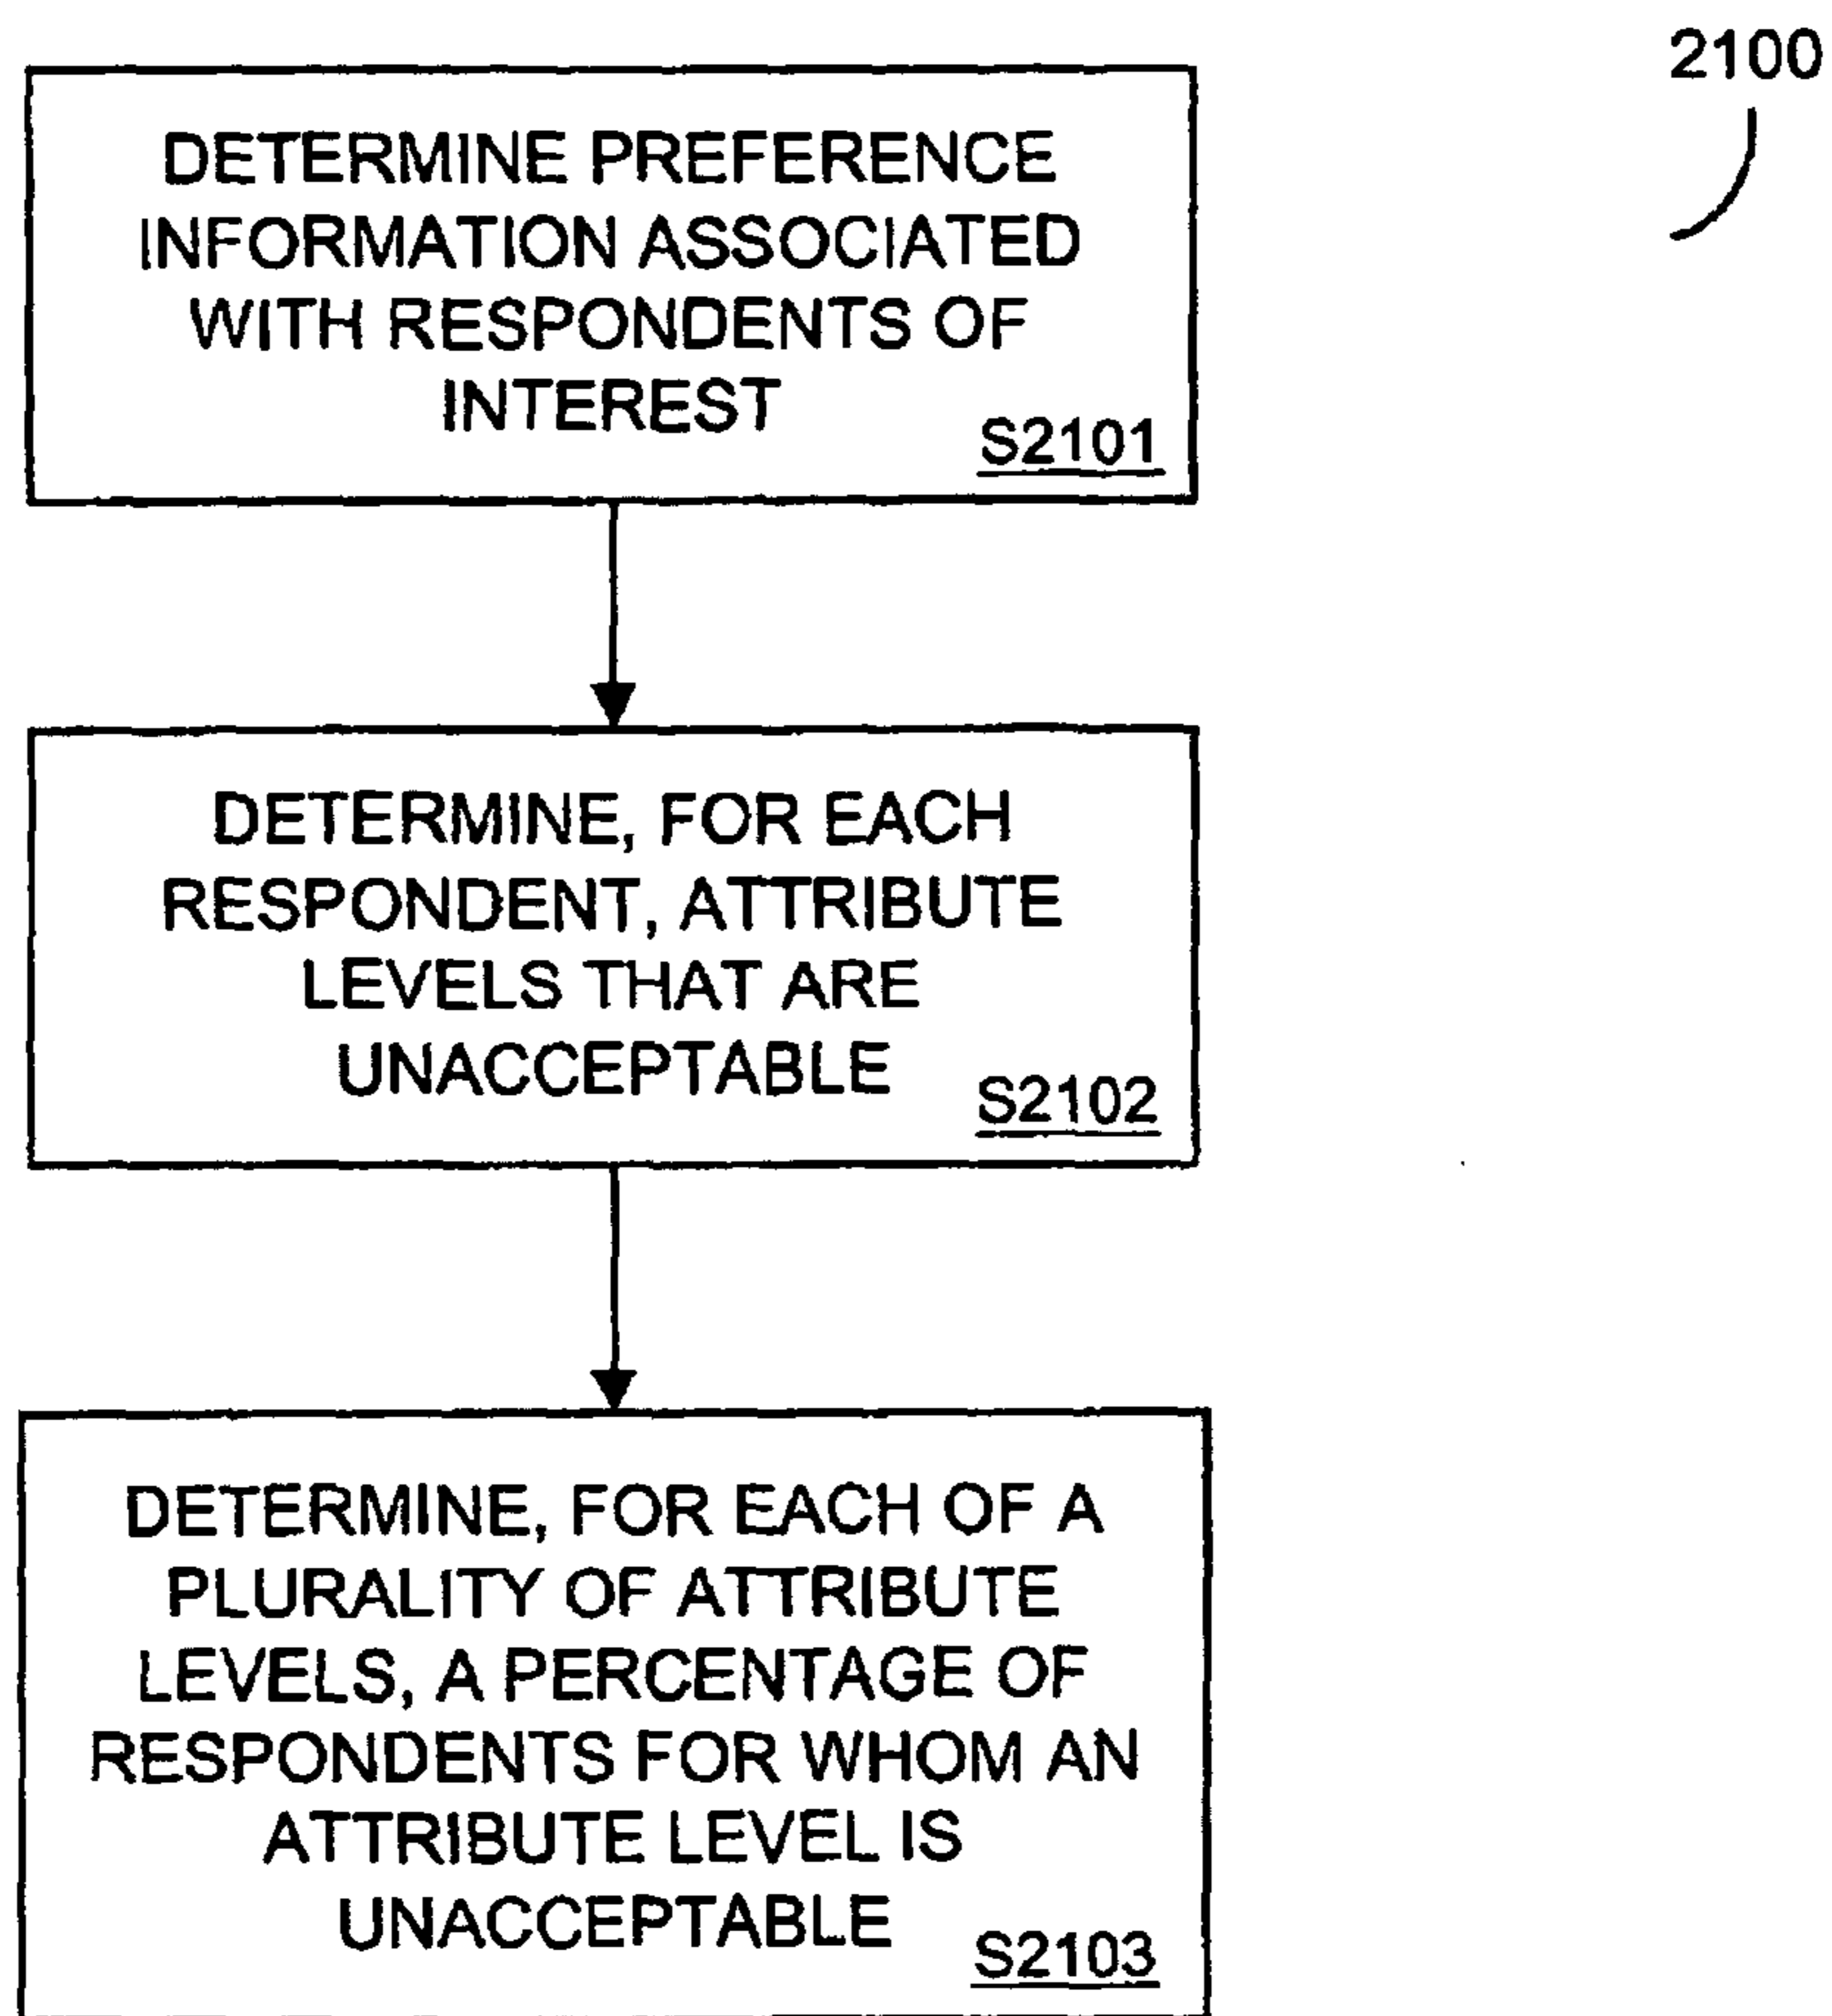 2100
DETERMINE PREFERENCE
INFORMATION ASSOCIATED
WITH RESPONDENTS OF
INTEREST
S2101
DETERMINE, FOR EACH
RESPONDENT, ATTRIBUTE
LEVELS THAT ARE
UNACCEPTABLE
S2102
DETERMINE, FOR EACH OF A
PLURALITY OF ATTRIBUTE
LEVELS, A PERCENTAGE OF
RESPONDENTS FOR WHOM AN
ATTRIBUTE LEVEL IS
UNACCEPTABLE
S2103